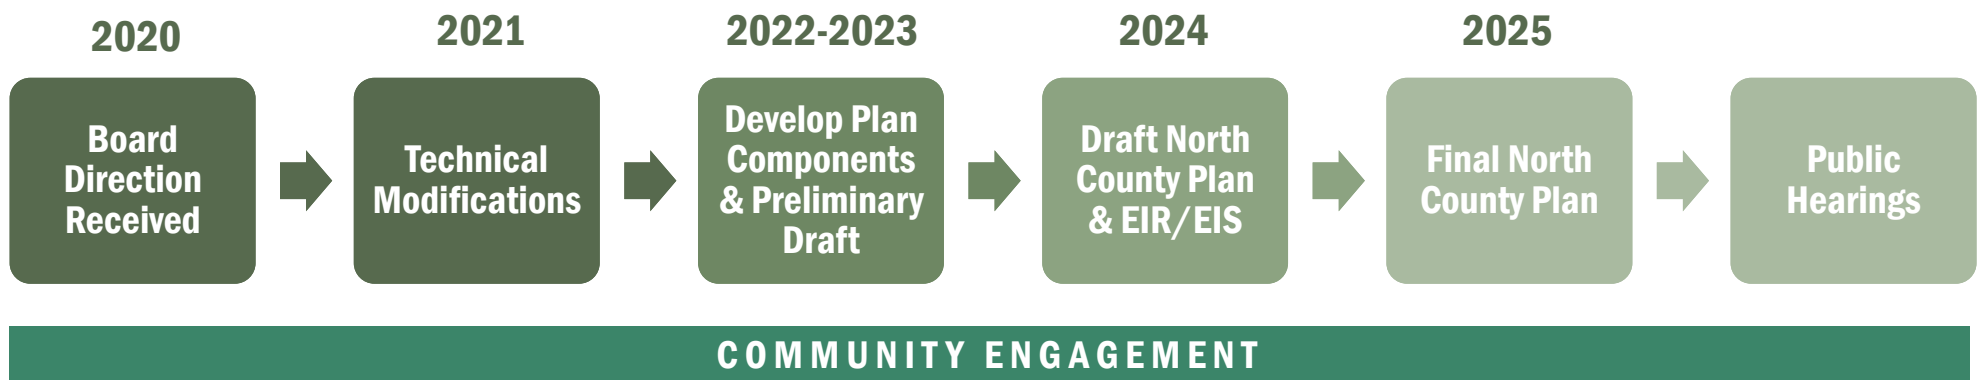 2020
Board
Direction
Received
2021
Technical
Modifications
2022-2023
Develop Plan
Components
& Preliminary
Draft
2024
Draft North
County Plan
& EIR/EIS
2025
Final North
County Plan
Public
Hearings
COMMUNITY ENGAGEMENT